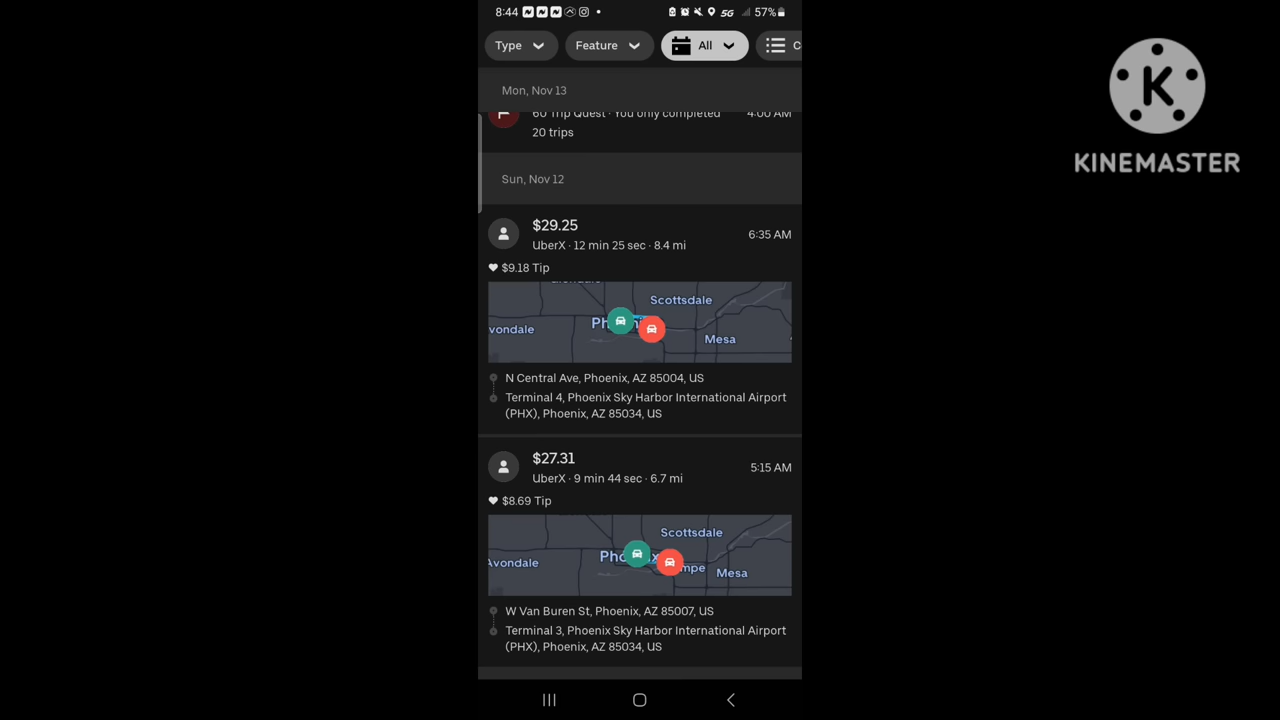 8:44 5G 57%
Type Feature All
Mon, Nov 13
60 Trip Quest · You only completed 4:00 AM
20 trips
Sun, Nov 12
$29.25
UberX · 12 min 25 sec · 8.4 mi 6:35 AM
$9.18 Tip
Scottsdale
vondale
Mesa
N Central Ave, Phoenix, AZ 85004, US
Terminal 4, Phoenix Sky Harbor International Airport
(PHX), Phoenix, AZ 85034, US
$27.31
UberX · 9 min 44 sec · 6.7 mi 5:15 AM
$8.69 Tip
Scottsdale
Avondale
mpe
Mesa
W Van Buren St, Phoenix, AZ 85007, US
Terminal 3, Phoenix Sky Harbor International Airport
(PHX), Phoenix, AZ 85034, US
K
KINEMASTER